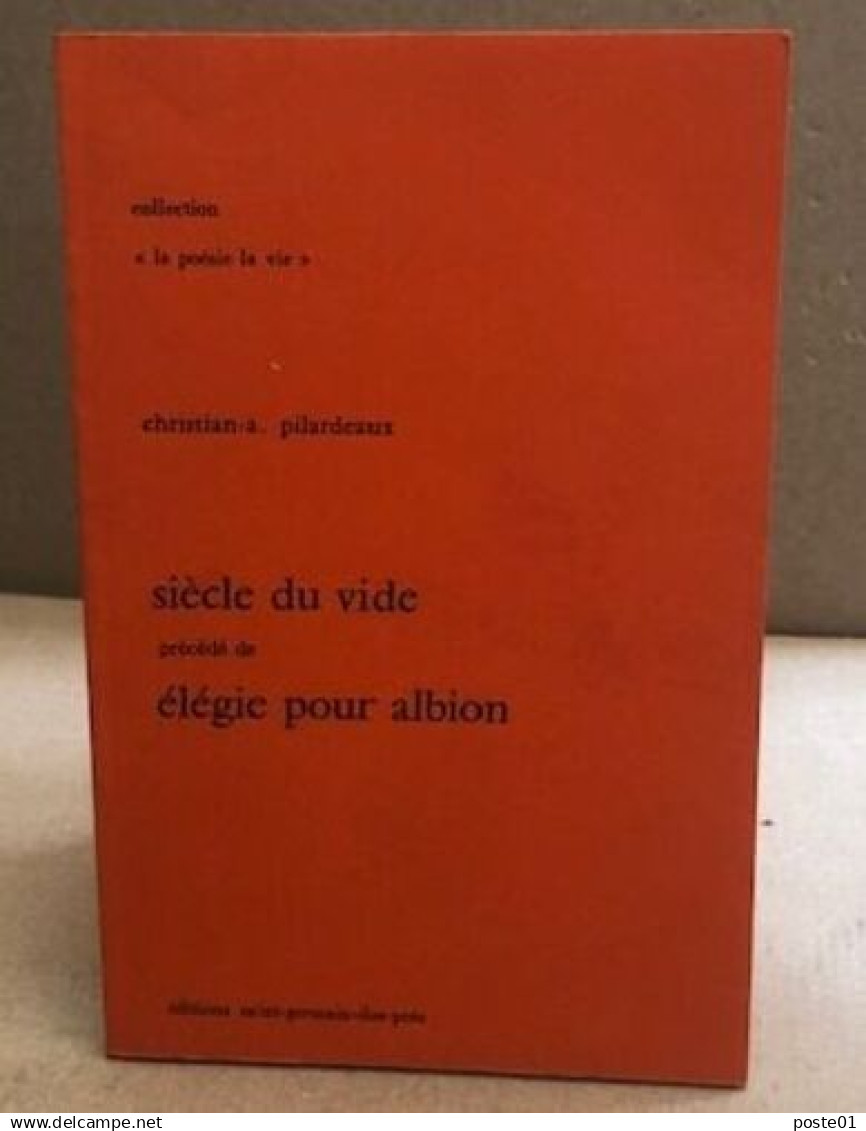 collection
« la poésie la vie »
christian-a. pilardeaux
siècle du vide
précédé de
élégie pour albion
éditions saint-germain-des-prés
www.delcampe.net
poste01